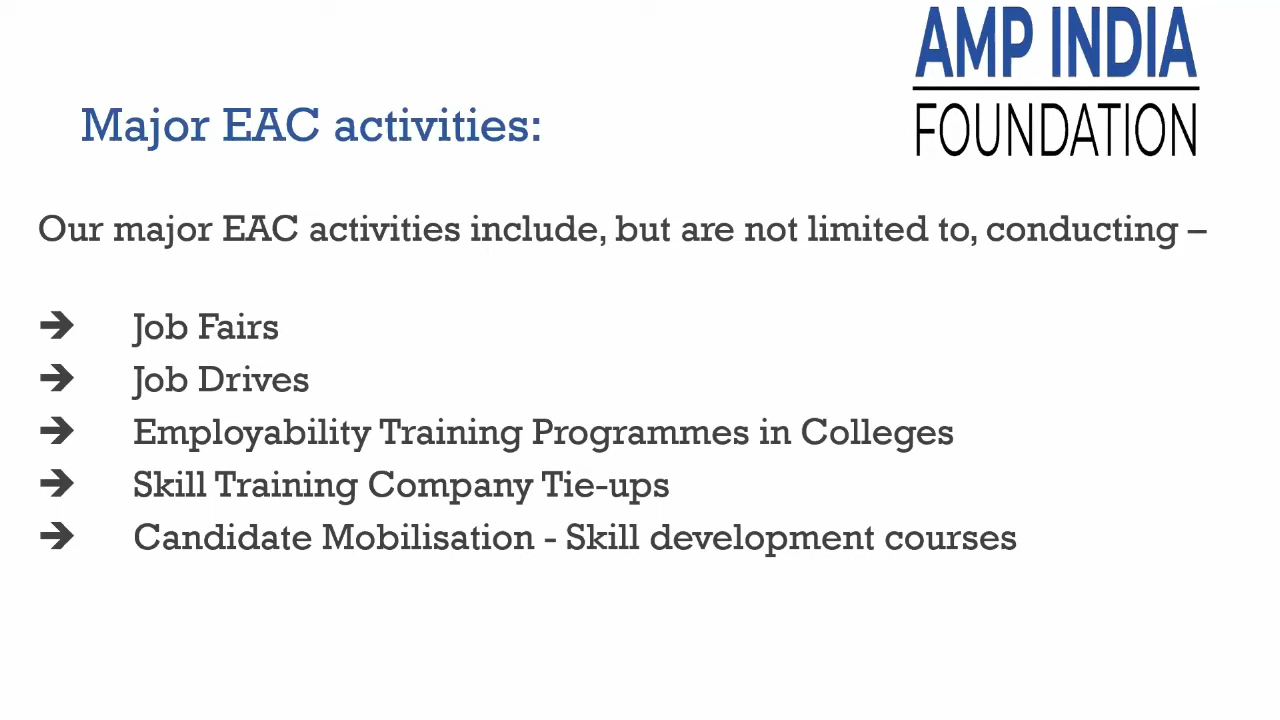 AMP INDIA
FOUNDATION
Major EAC activities:
Our major EAC activities include, but are not limited to, conducting –
➔ Job Fairs
➔ Job Drives
➔ Employability Training Programmes in Colleges
➔ Skill Training Company Tie-ups
➔ Candidate Mobilisation - Skill development courses